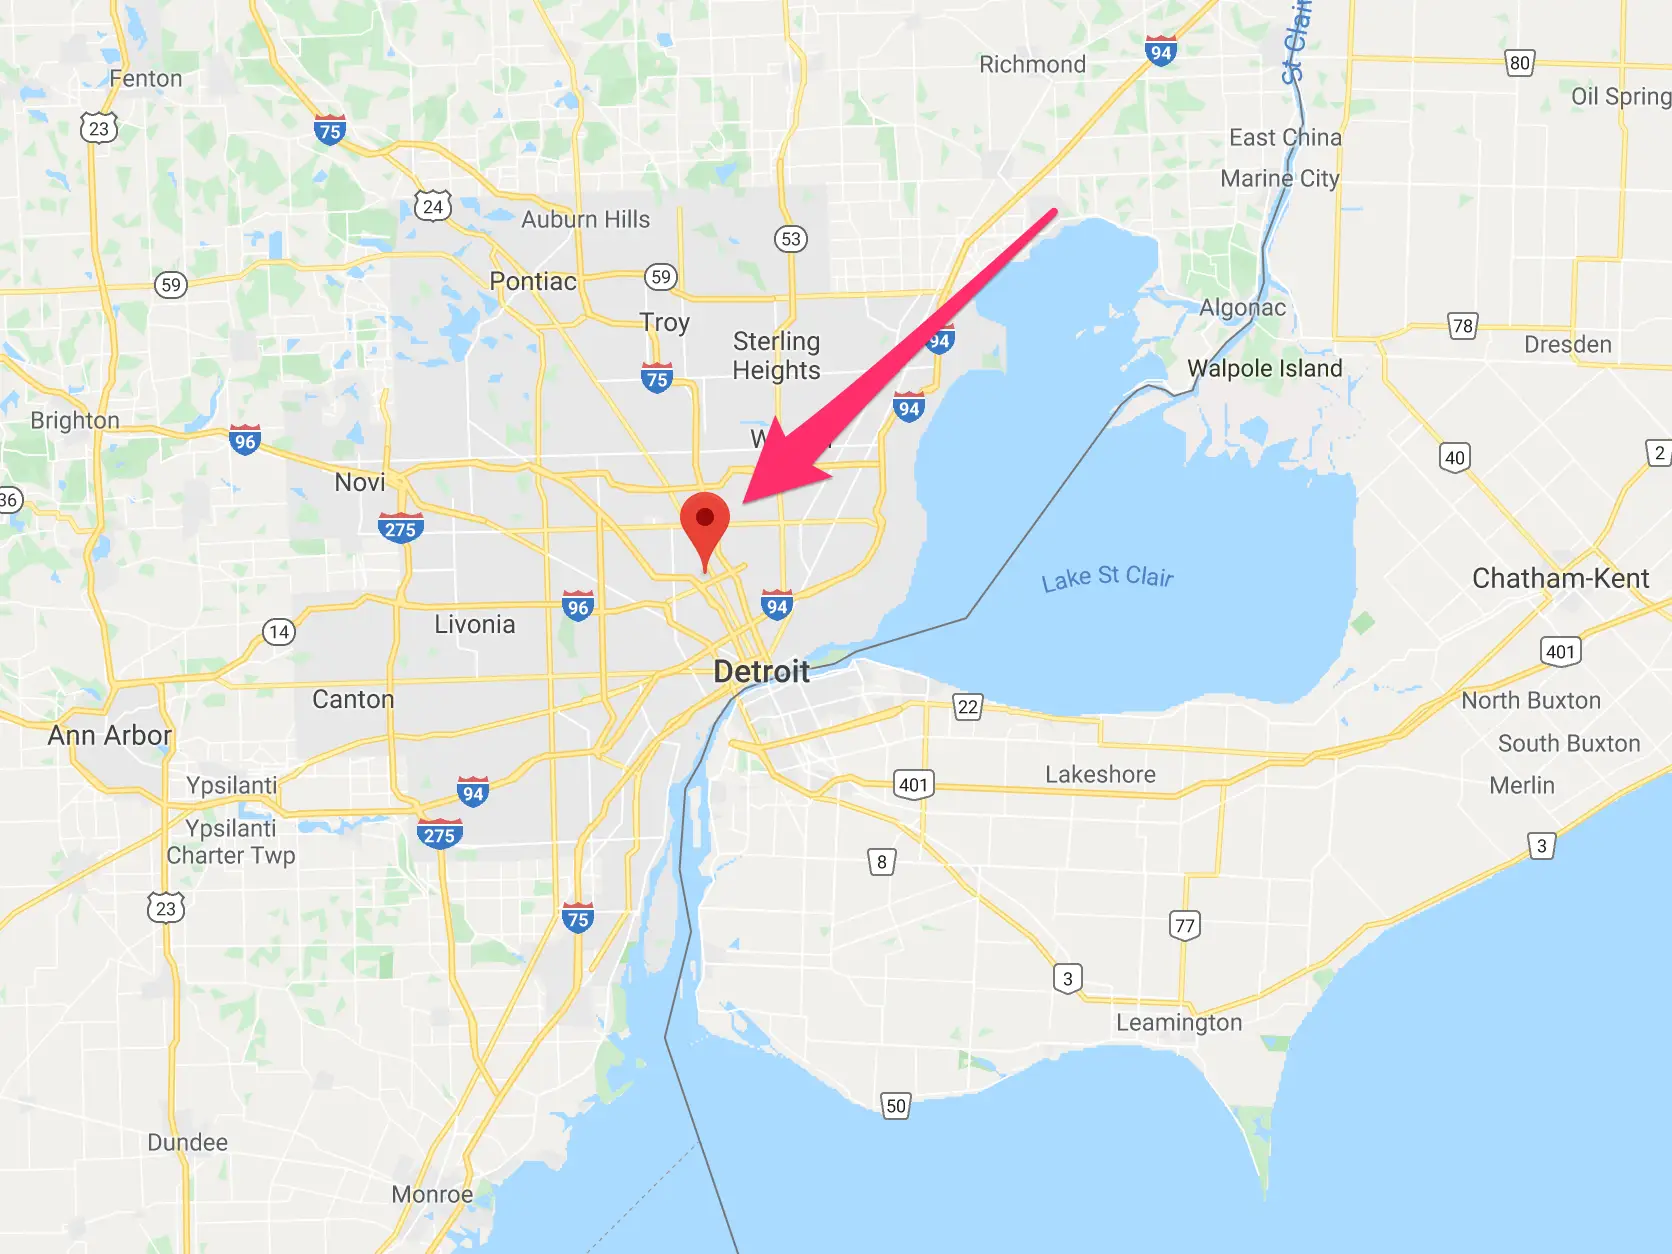 94
Richmond
St Clair
80
Fenton
Oil Spring
23
75
East China
Marine City
24
Auburn Hills
53
Pontiac
59
59
Algonac
Troy
78
Sterling
Heights
94
Dresden
Walpole Island
75
94
Brighton
96
40
2
Novi
36
275
Lake St Clair
Chatham-Kent
96
94
Livonia
14
401
Detroit
Canton
22
North Buxton
Ann Arbor
South Buxton
Lakeshore
Ypsilanti
401
Merlin
94
Ypsilanti
Charter Twp
275
3
8
23
75
77
3
Leamington
50
Dundee
Monroe